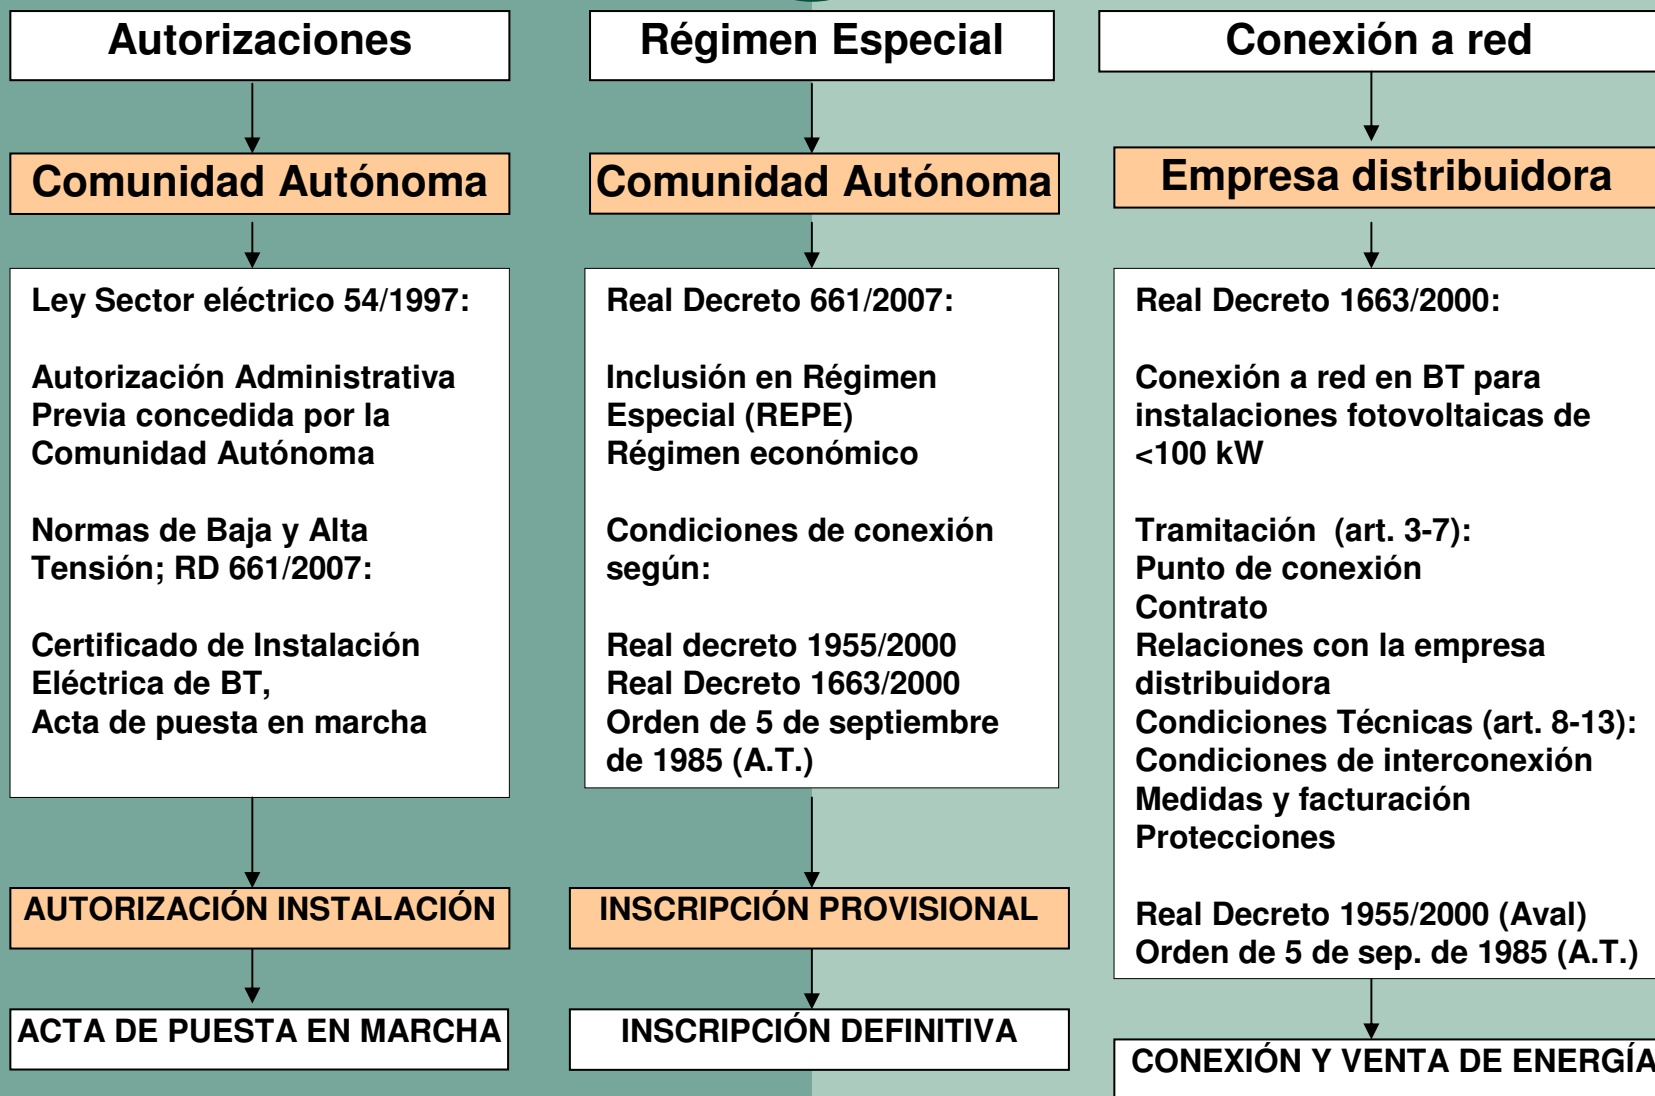 Autorizaciones
Comunidad Autónoma
Ley Sector eléctrico 54/1997:
Autorización Administrativa
Previa concedida por la
Comunidad Autónoma
Normas de Baja y Alta
Tensión; RD 661/2007:
Certificado de Instalación
Eléctrica de BT,
Acta de puesta en marcha
AUTORIZACIÓN INSTALACIÓN
ACTA DE PUESTA EN MARCHA
Régimen Especial
Comunidad Autónoma
Real Decreto 661/2007:
Inclusión en Régimen
Especial (REPE)
Régimen económico
Condiciones de conexión
según:
Real decreto 1955/2000
Real Decreto 1663/2000
Orden de 5 de septiembre
de 1985 (A.T.)
INSCRIPCIÓN PROVISIONAL
INSCRIPCIÓN DEFINITIVA
Conexión a red
Empresa distribuidora
Real Decreto 1663/2000:
Conexión a red en BT para
instalaciones fotovoltaicas de
<100 kW
Tramitación (art. 3-7):
Punto de conexión
Contrato
Relaciones con la empresa
distribuidora
Condiciones Técnicas (art. 8-13):
Condiciones de interconexión
Medidas y facturación
Protecciones
Real Decreto 1955/2000 (Aval)
Orden de 5 de sep. de 1985 (A.T.)
CONEXIÓN Y VENTA DE ENERGÍA